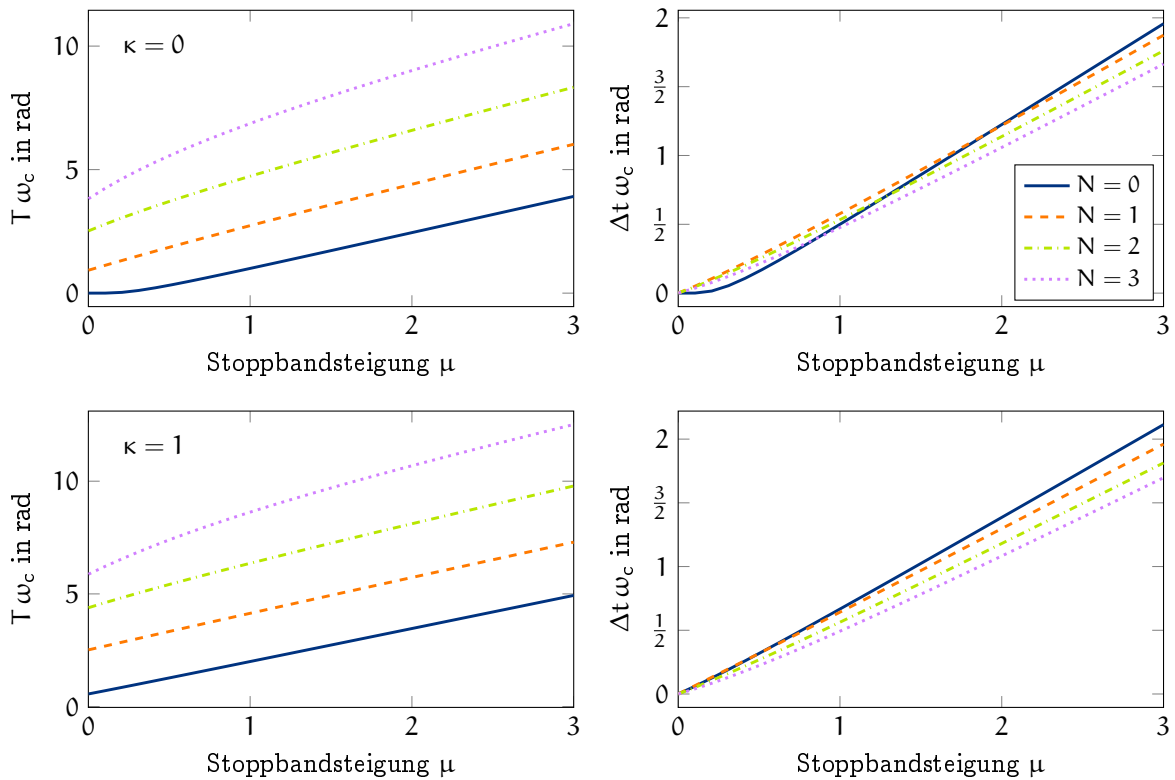 κ = 0
10
5
0
T ω_c in rad
0 1 2 3
Stoppbandsteigung μ
2
3/2
1
1/2
0
Δt ω_c in rad
N = 0
N = 1
N = 2
N = 3
0 1 2 3
Stoppbandsteigung μ
κ = 1
10
5
0
T ω_c in rad
0 1 2 3
Stoppbandsteigung μ
2
3/2
1
1/2
0
Δt ω_c in rad
0 1 2 3
Stoppbandsteigung μ